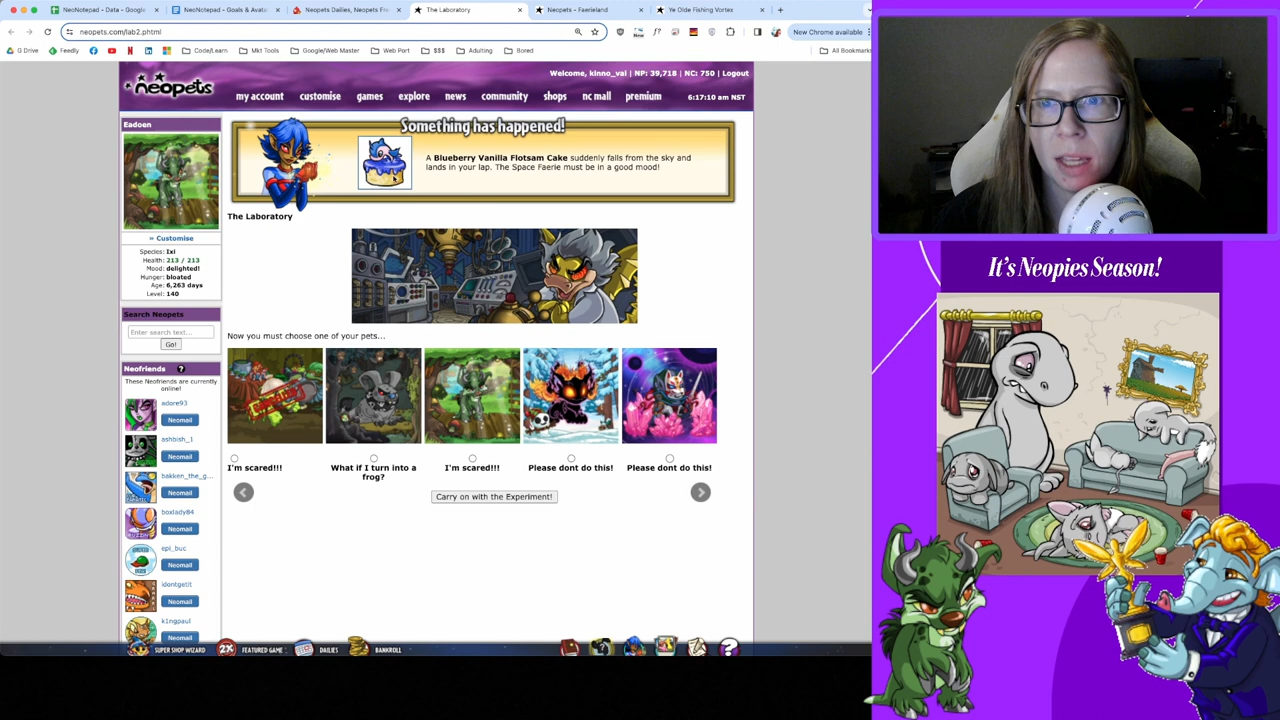 NeoNotepad - Data - Google
NeoNotepad - Goals & Avata
Neopets Dailies, Neopets Fre
The Laboratory
Neopets - Faerieland
Ye Olde Fishing Vortex
neopets.com/lab2.phtml
New Chrome available
G Drive
Feedly
Code/Learn
Mkt Tools
Google/Web Master
Web Port
$$$
Adulting
Bored
All Bookmarks
neopets
Welcome, kinno_val | NP: 39,718 | NC: 750 | Logout
my account customise games explore news community shops nc mall premium
6:17:10 am NST
Eadoen
» Customise
Species: Ixi
Health: 213 / 213
Mood: delighted!
Hunger: bloated
Age: 6,263 days
Level: 140
Search Neopets
Enter search text...
Go!
Neofriends ?
These Neofriends are currently
online!
adore93
Neomail
ashbish_1
Neomail
bakken_the_g...
Neomail
boxlady84
Neomail
epi_buc
Neomail
idontgetit
Neomail
k1ngpaul
Something has happened!
A Blueberry Vanilla Flotsam Cake suddenly falls from the sky and
lands in your lap. The Space Faerie must be in a good mood!
The Laboratory
Now you must choose one of your pets...
I'm scared!!!
What if I turn into a
frog?
I'm scared!!!
Please dont do this!
Please dont do this!
Carry on with the Experiment!
SUPER SHOP WIZARD
2X
FEATURED GAME
DAILIES
BANKROLL
?
It's Neopies Season!